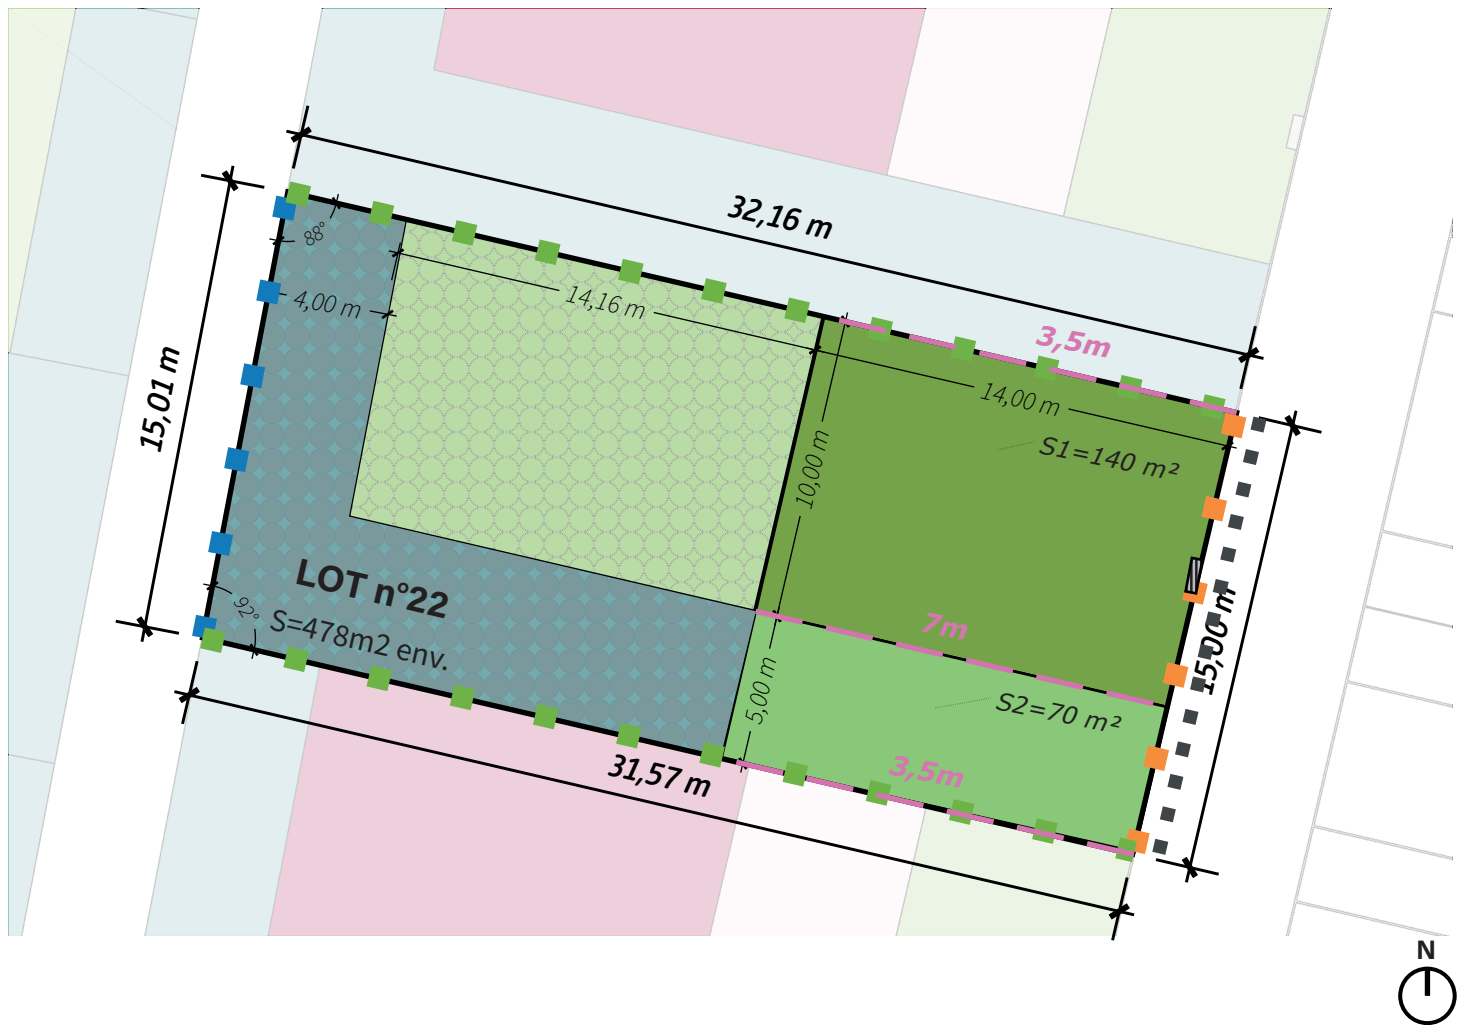 32,16 m
88°
4,00 m
14,16 m
3,5m
15,01 m
14,00 m
S1=140 m²
10,00 m
LOT n°22
92°
S=478m2 env.
7m
15,00 m
5,00 m
S2=70 m²
31,57 m
3,5m
N